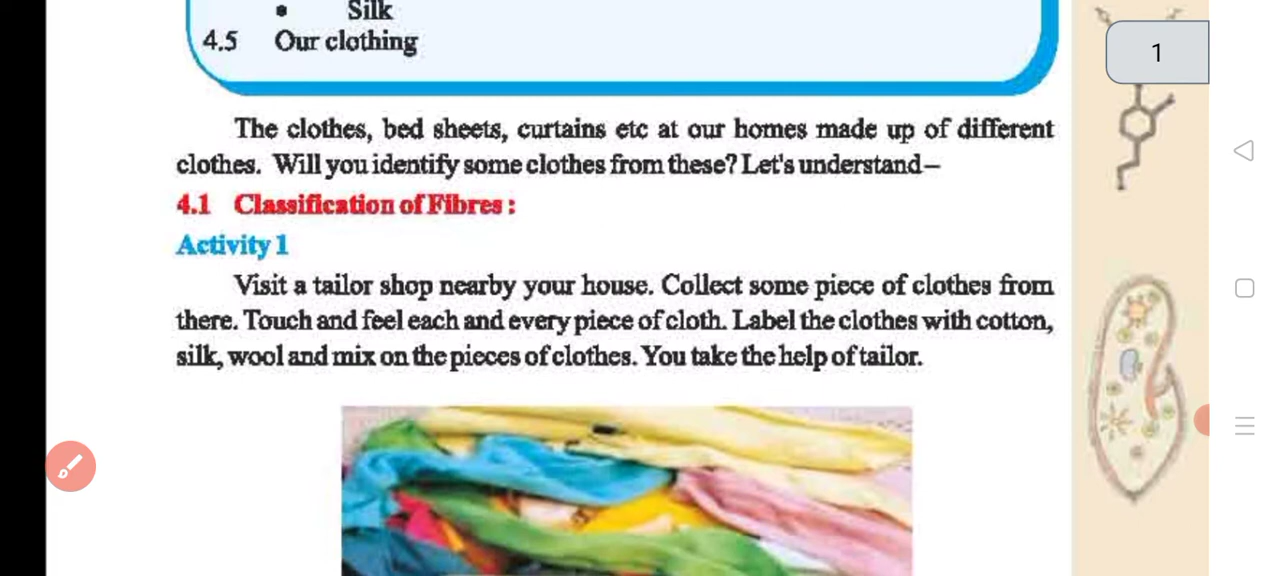 • Silk
4.5 Our clothing
1
The clothes, bed sheets, curtains etc at our homes made up of different
clothes. Will you identify some clothes from these? Let's understand–
4.1 Classification of Fibres :
Activity 1
Visit a tailor shop nearby your house. Collect some piece of clothes from
there. Touch and feel each and every piece of cloth. Label the clothes with cotton,
silk, wool and mix on the pieces of clothes. You take the help of tailor.